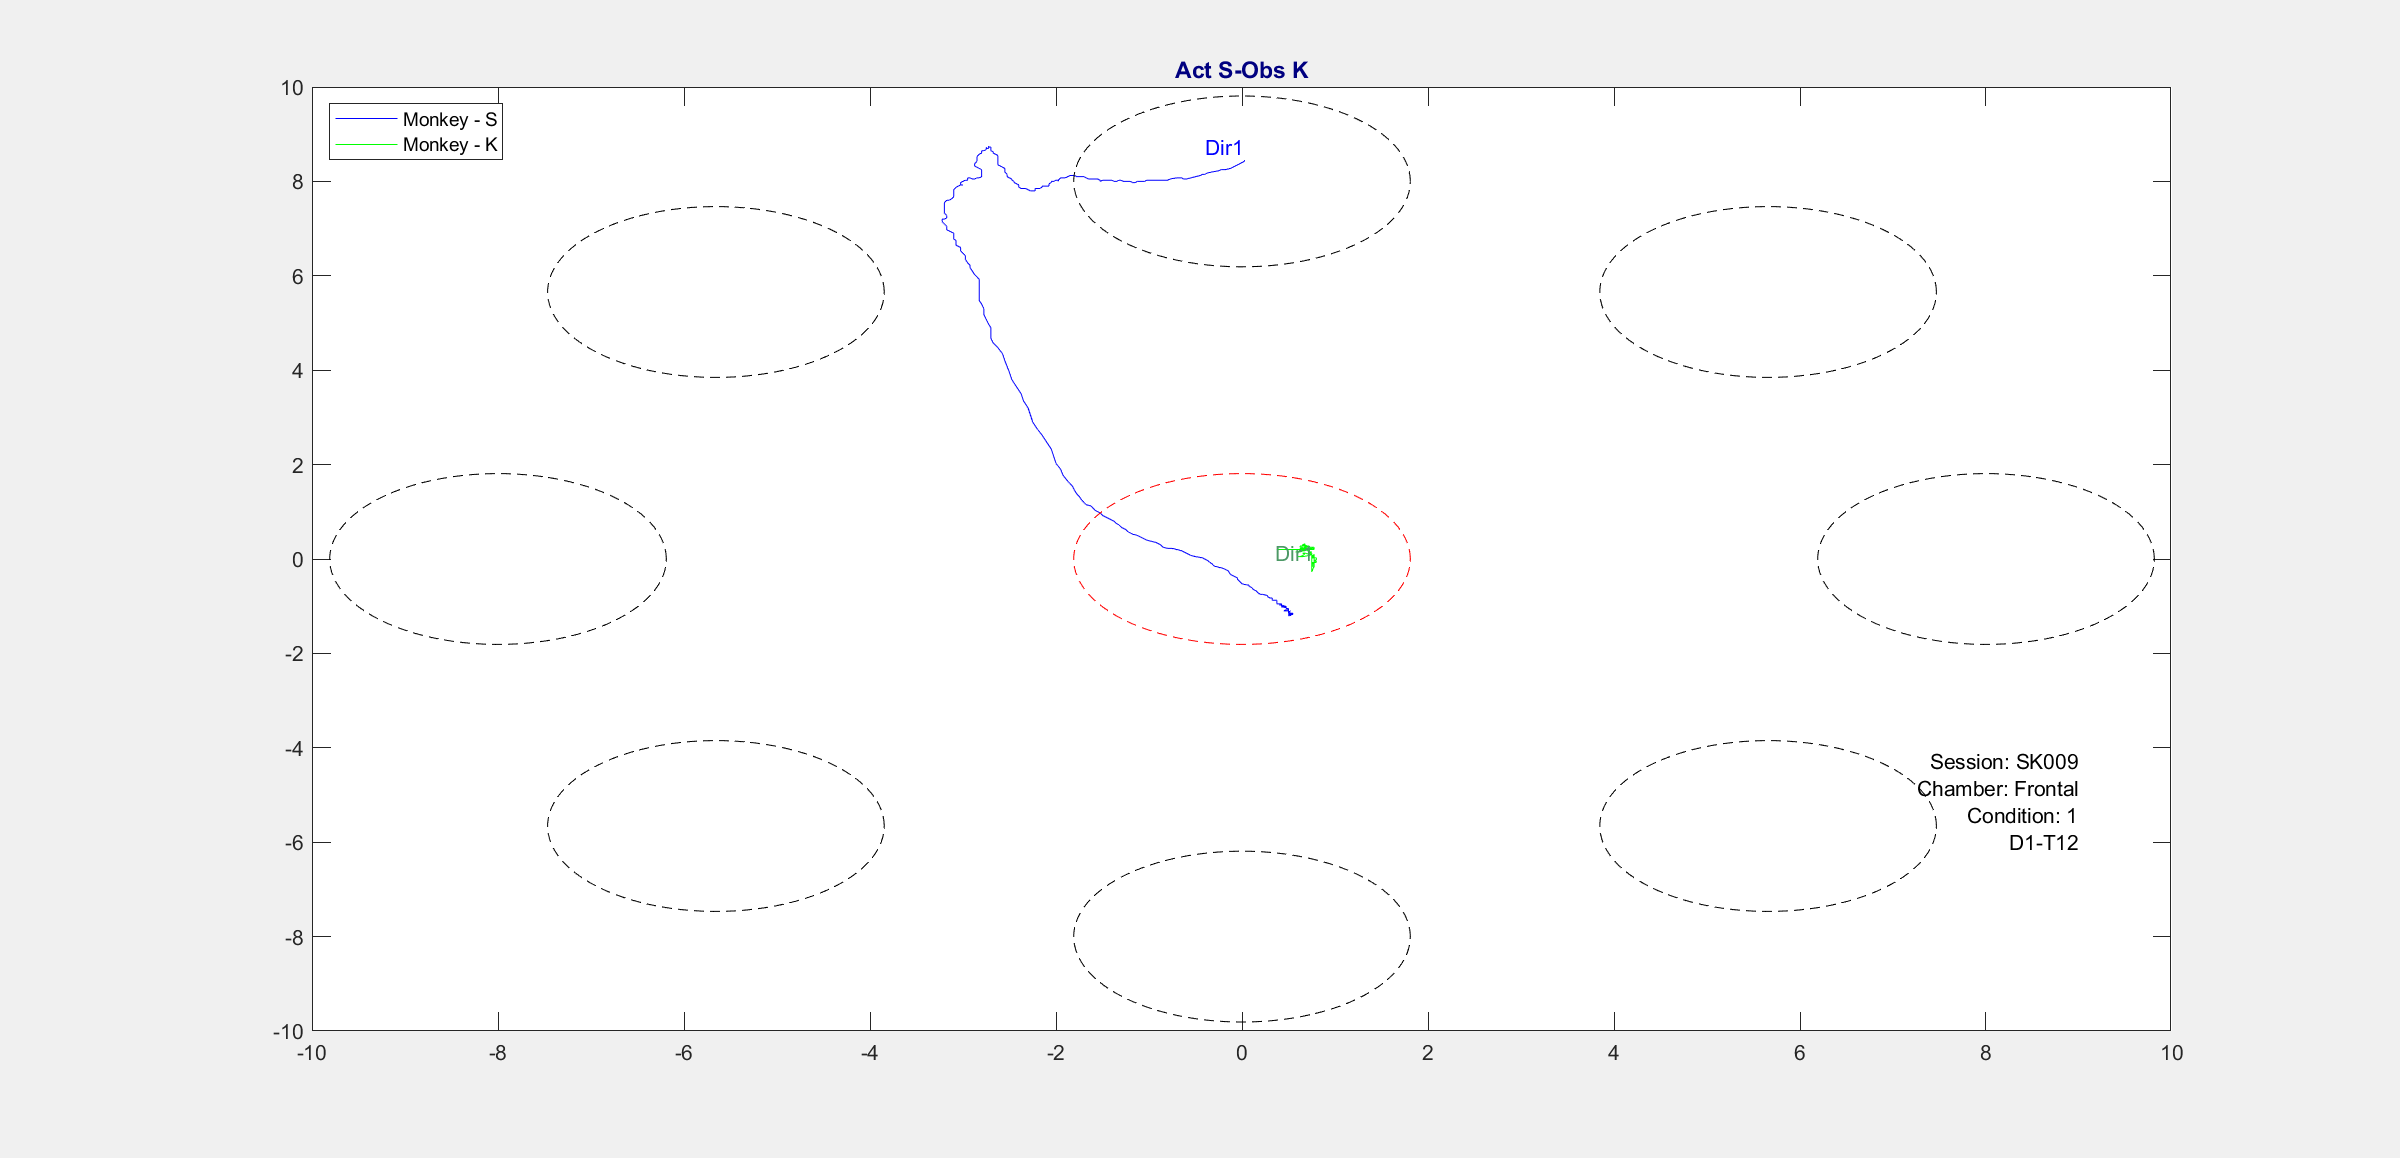 Act S-Obs K
Monkey - S
Monkey - K
10
8
6
4
2
0
-2
-4
-6
-8
-10
Dir1
Dir1
Session: SK009
Chamber: Frontal
Condition: 1
D1-T12
-10 -8 -6 -4 -2 0 2 4 6 8 10